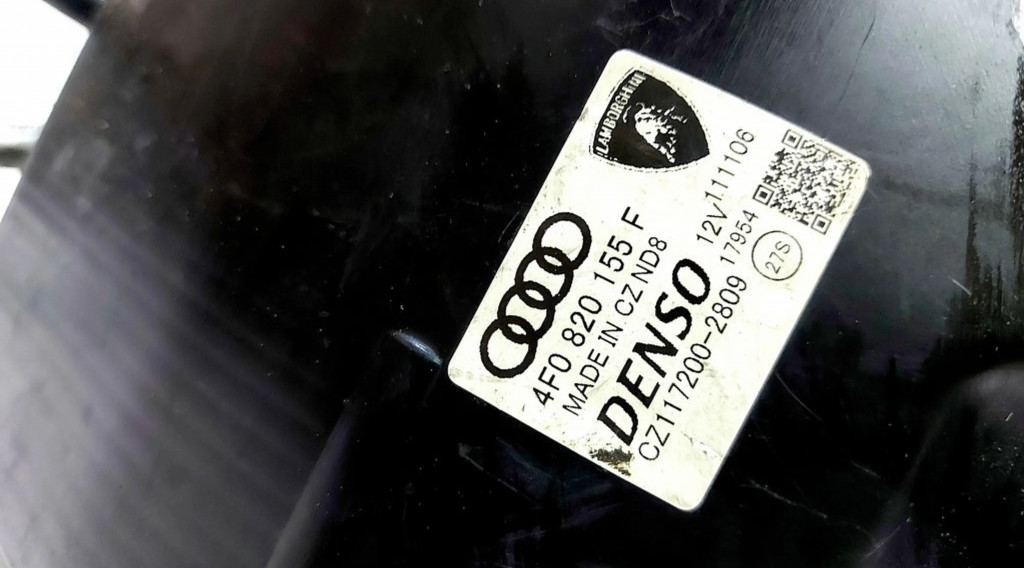 LAMBORGHINI
4F0 820 155 F
MADE IN CZ ND8
DENSO 12V 111106
CZ117200-2809 17954
27S